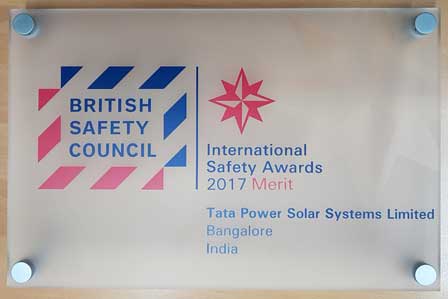 BRITISH
SAFETY
COUNCIL
International
Safety Awards
2017 Merit
Tata Power Solar Systems Limited
Bangalore
India